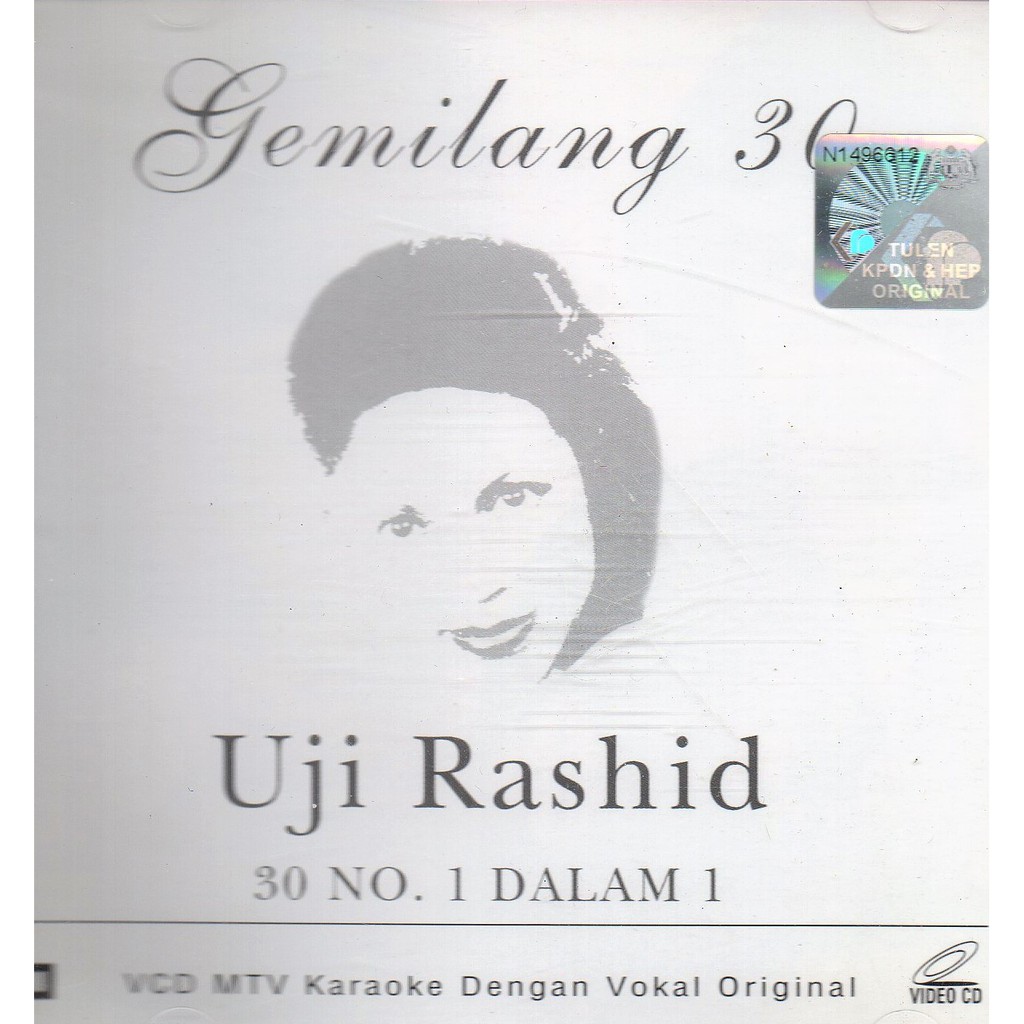 Gemilang 30
N1496612
TULEN
KPDN & HEP
ORIGINAL
Uji Rashid
30 NO. 1 DALAM 1
VCD MTV Karaoke Dengan Vokal Original
VIDEO CD